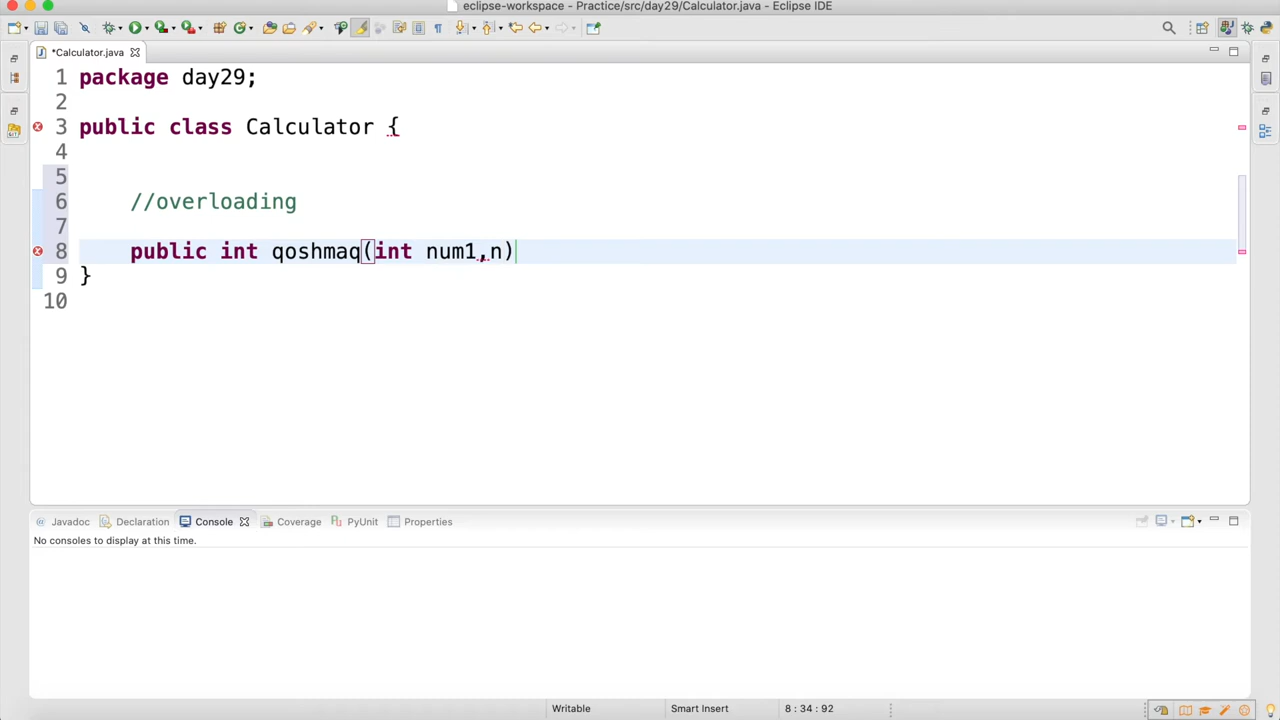 eclipse-workspace - Practice/src/day29/Calculator.java - Eclipse IDE
*Calculator.java
1 package day29;
2
3 public class Calculator {
4
5
6 //overloading
7
8 public int qoshmaq(int num1,n)
9 }
10
Javadoc Declaration Console Coverage PyUnit Properties
No consoles to display at this time.
Writable Smart Insert 8 : 34 : 92